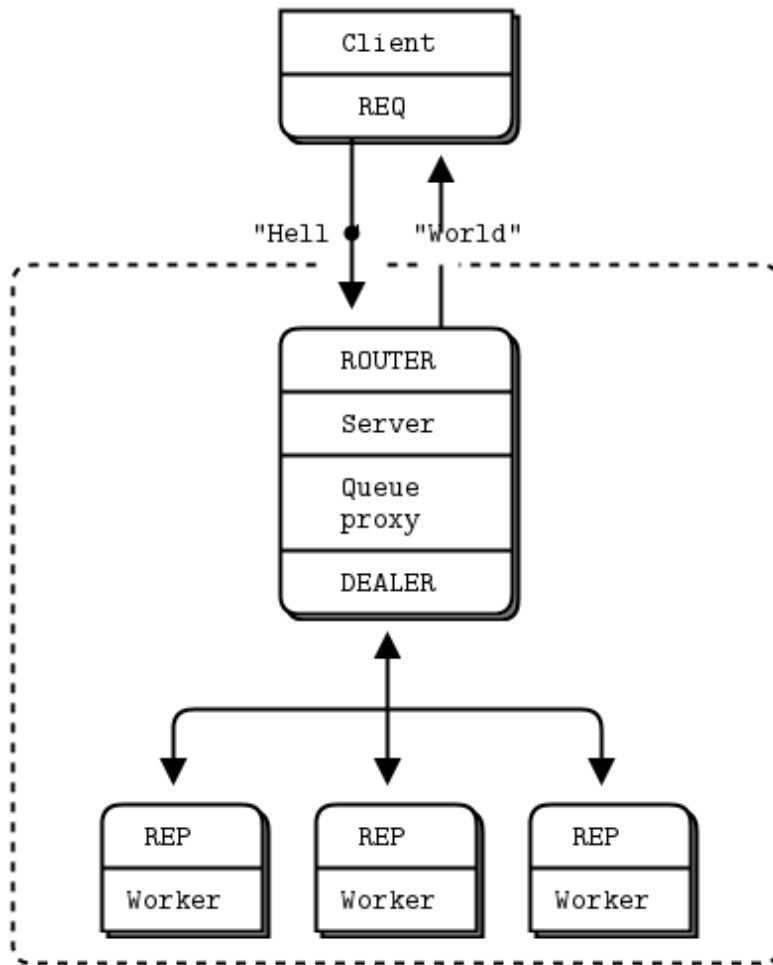 Client
REQ
"Hell ' "World"
ROUTER
Server
Queue
proxy
DEALER
REP REP REP
Worker Worker Worker